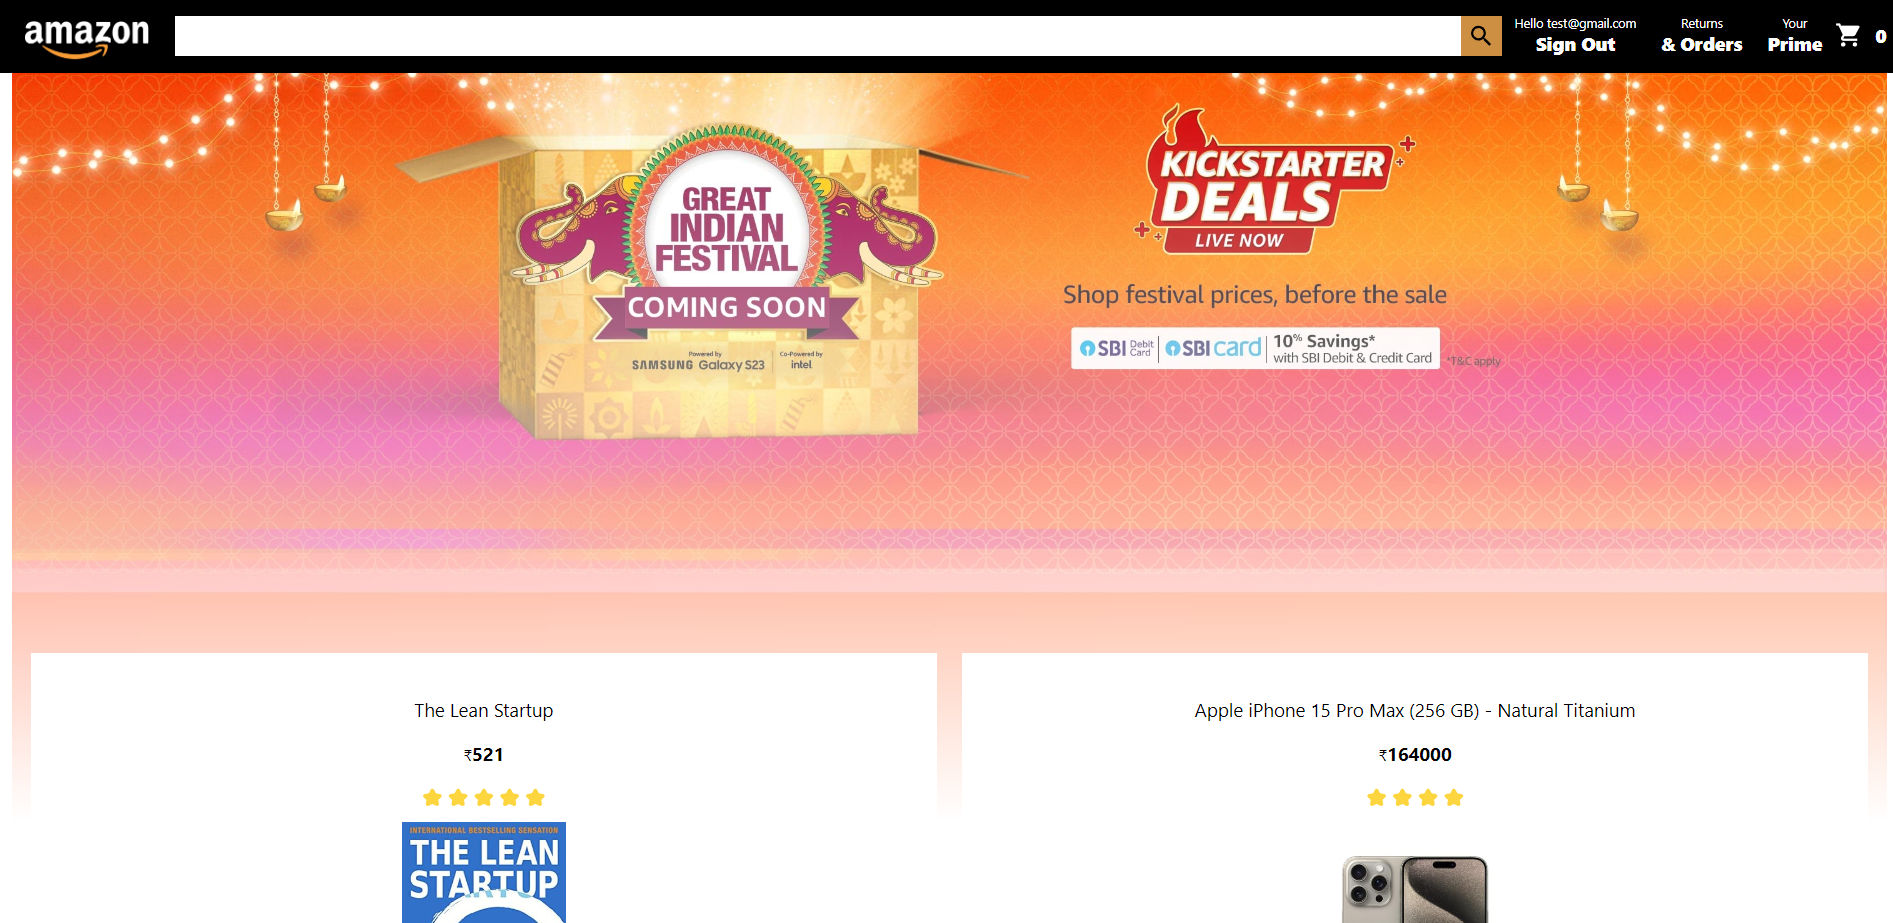 amazon
Hello test@gmail.com
Sign Out
Returns
& Orders
Your
Prime
0
GREAT
INDIAN
FESTIVAL
COMING SOON
Powered by
SAMSUNG Galaxy S23
Co-Powered by
intel
KICKSTARTER
DEALS
LIVE NOW
Shop festival prices, before the sale
SBI Debit Card
SBI card
10% Savings*
with SBI Debit & Credit Card
*T&C apply
The Lean Startup
₹521
INTERNATIONAL BESTSELLING SENSATION
THE LEAN
STARTUP
Apple iPhone 15 Pro Max (256 GB) - Natural Titanium
₹164000